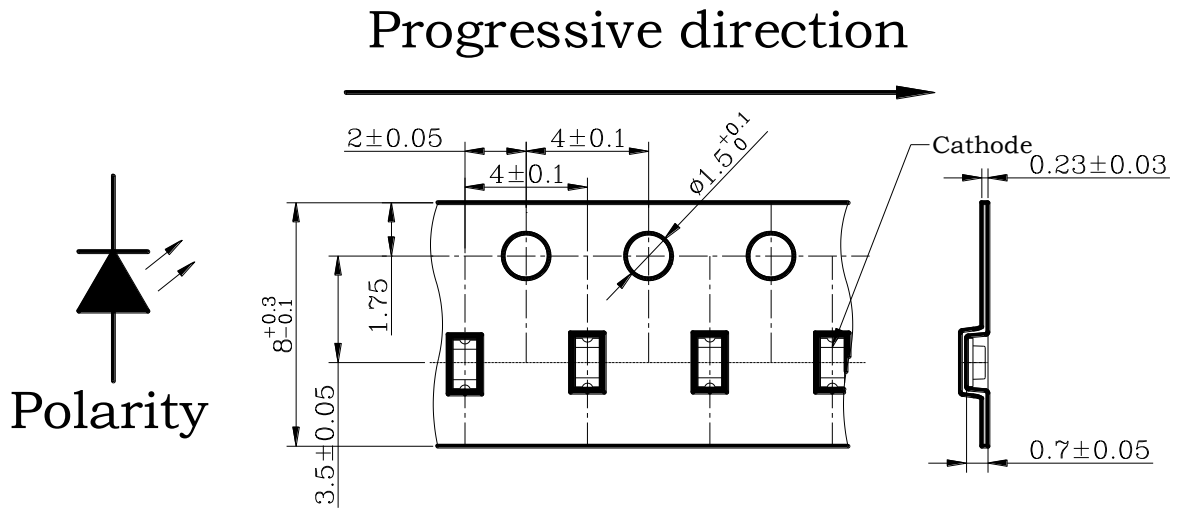 Progressive direction
2±0.05
4±0.1
4±0.1
ø1.5 +0.1 0
Cathode
0.23±0.03
8 +0.3 -0.1
1.75
3.5±0.05
Polarity
0.7±0.05